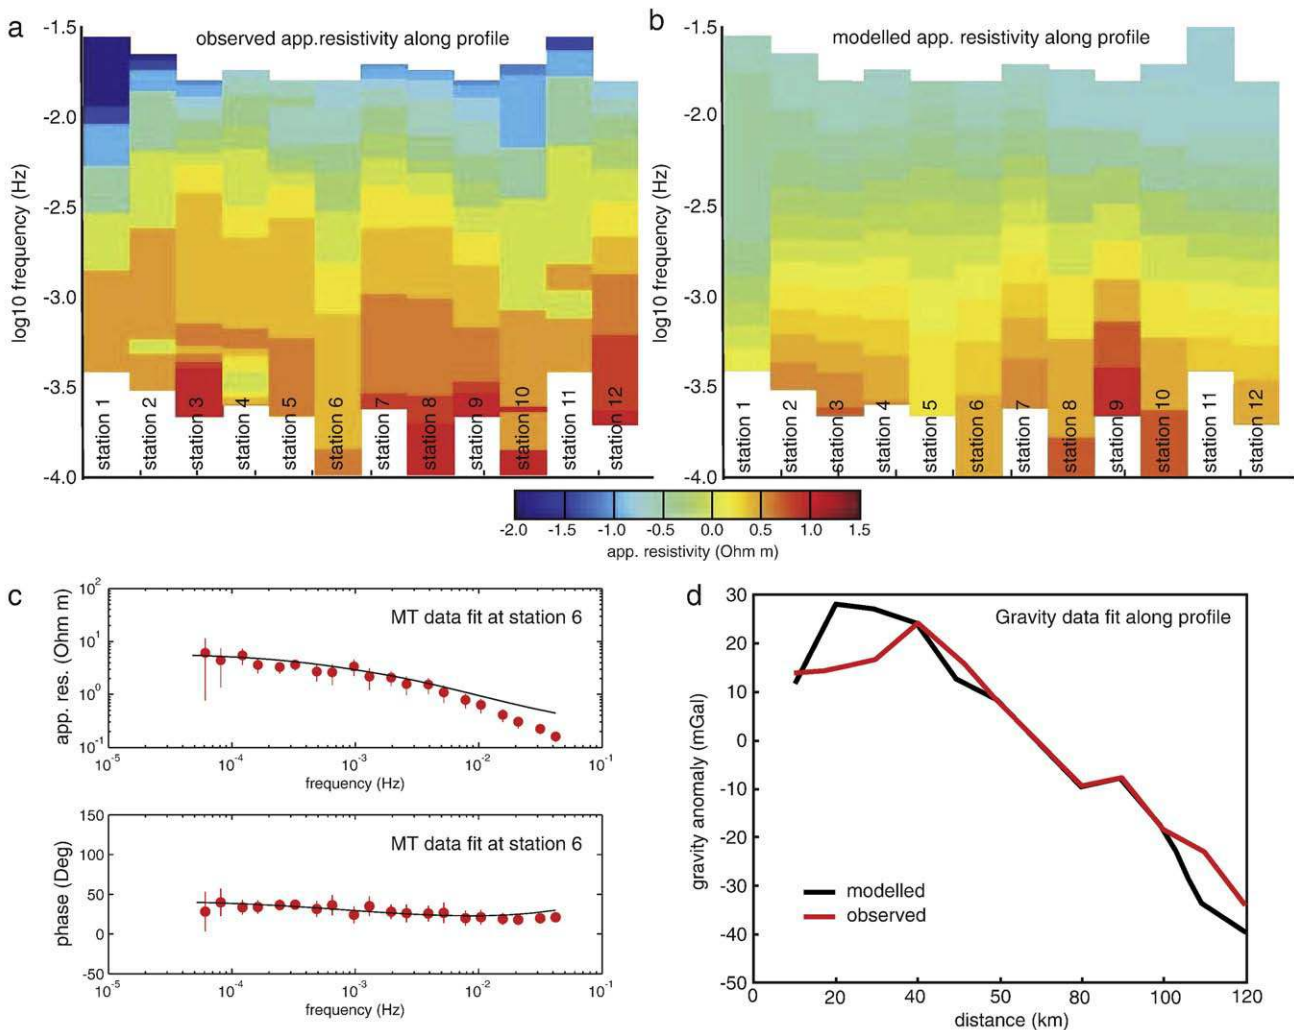 a
observed app.resistivity along profile
log10 frequency (Hz)
-1.5
-2.0
-2.5
-3.0
-3.5
-4.0
station 1
station 2
station 3
station 4
station 5
station 6
station 7
station 8
station 9
station 10
station 11
station 12
b
modelled app. resistivity along profile
log10 frequency (Hz)
-1.5
-2.0
-2.5
-3.0
-3.5
-4.0
station 1
station 2
station 3
station 4
station 5
station 6
station 7
station 8
station 9
station 10
station 11
station 12
-2.0 -1.5 -1.0 -0.5 0.0 0.5 1.0 1.5
app. resistivity (Ohm m)
c
MT data fit at station 6
app. res. (Ohm m)
10²
10¹
10⁰
10⁻¹
10⁻⁵ 10⁻⁴ 10⁻³ 10⁻² 10⁻¹
frequency (Hz)
MT data fit at station 6
phase (Deg)
150
100
50
0
-50
10⁻⁵ 10⁻⁴ 10⁻³ 10⁻² 10⁻¹
frequency (Hz)
d
Gravity data fit along profile
gravity anomaly (mGal)
30
20
10
0
-10
-20
-30
-40
-50
modelled
observed
0 20 40 50 80 100 120
distance (km)